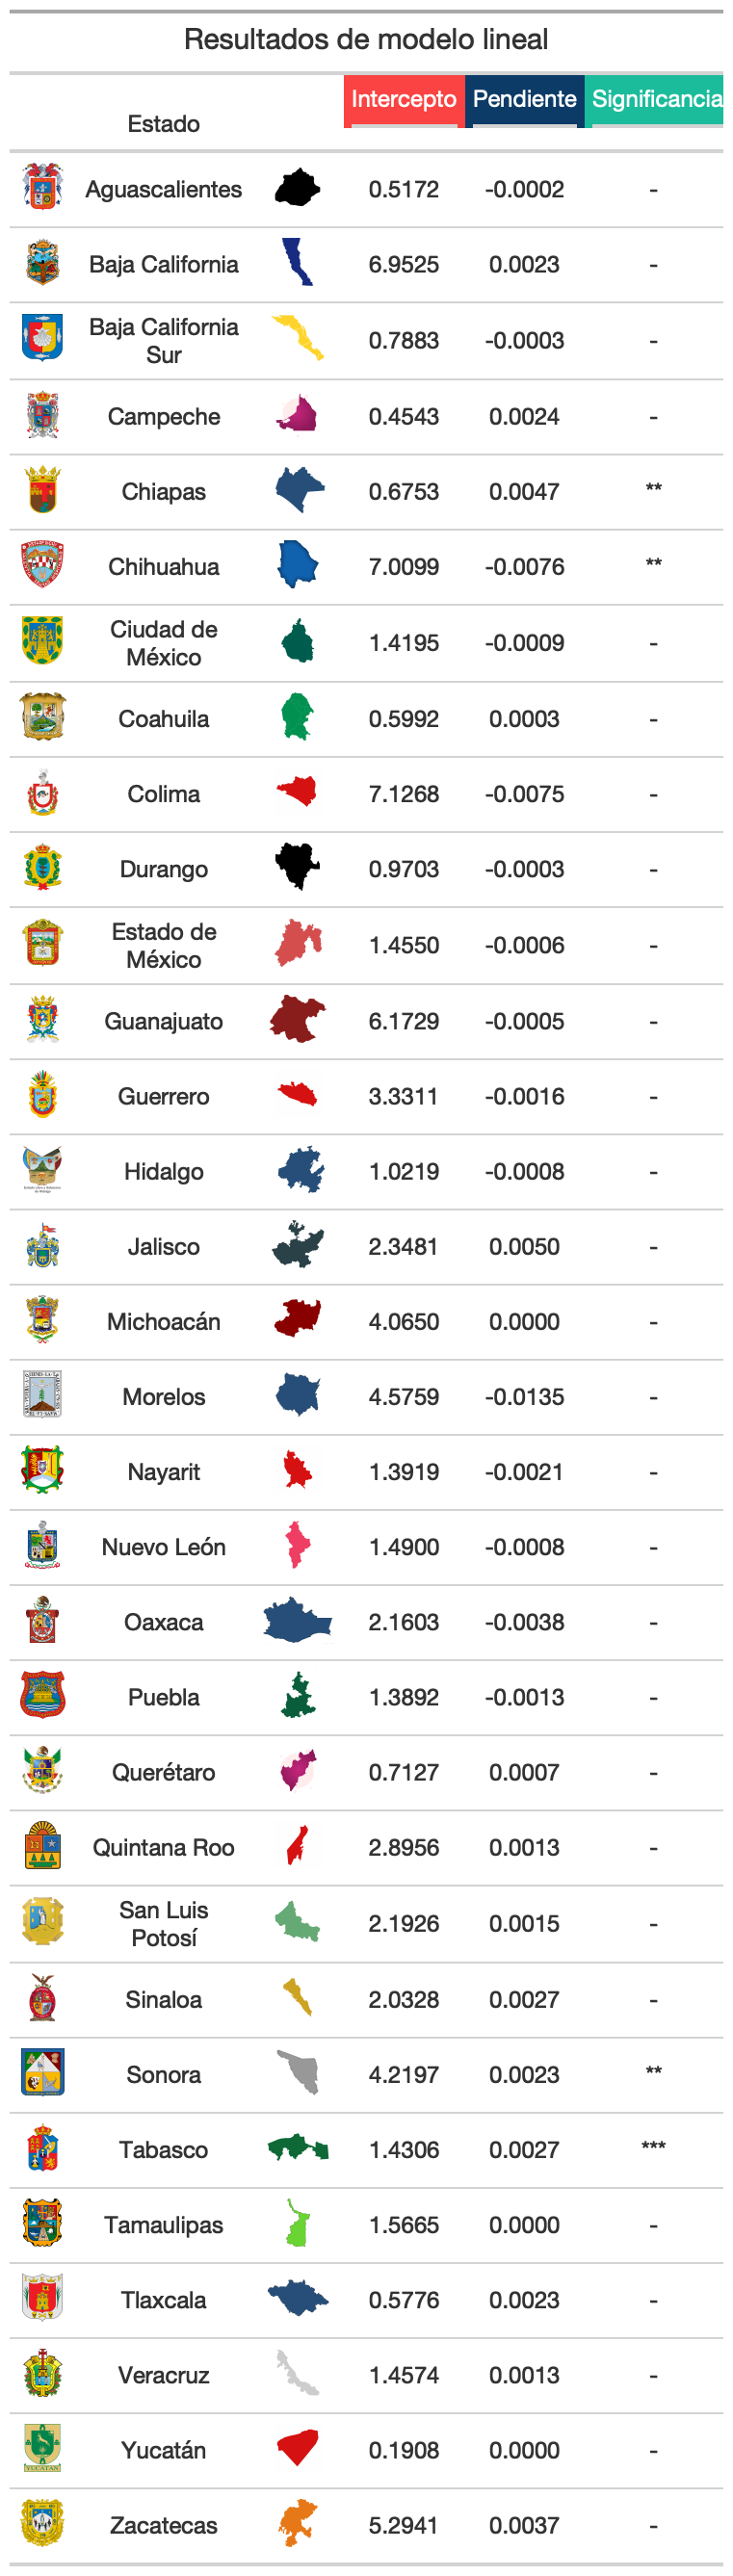 Resultados de modelo lineal
Estado Intercepto Pendiente Significancia
Aguascalientes 0.5172 -0.0002 -
Baja California 6.9525 0.0023 -
Baja California
Sur 0.7883 -0.0003 -
Campeche 0.4543 0.0024 -
Chiapas 0.6753 0.0047 **
Chihuahua 7.0099 -0.0076 **
Ciudad de
México 1.4195 -0.0009 -
Coahuila 0.5992 0.0003 -
Colima 7.1268 -0.0075 -
Durango 0.9703 -0.0003 -
Estado de
México 1.4550 -0.0006 -
Guanajuato 6.1729 -0.0005 -
Guerrero 3.3311 -0.0016 -
Hidalgo 1.0219 -0.0008 -
Jalisco 2.3481 0.0050 -
Michoacán 4.0650 0.0000 -
Morelos 4.5759 -0.0135 -
Nayarit 1.3919 -0.0021 -
Nuevo León 1.4900 -0.0008 -
Oaxaca 2.1603 -0.0038 -
Puebla 1.3892 -0.0013 -
Querétaro 0.7127 0.0007 -
Quintana Roo 2.8956 0.0013 -
San Luis
Potosí 2.1926 0.0015 -
Sinaloa 2.0328 0.0027 -
Sonora 4.2197 0.0023 **
Tabasco 1.4306 0.0027 ***
Tamaulipas 1.5665 0.0000 -
Tlaxcala 0.5776 0.0023 -
Veracruz 1.4574 0.0013 -
YUCATAN
Yucatán 0.1908 0.0000 -
Zacatecas 5.2941 0.0037 -